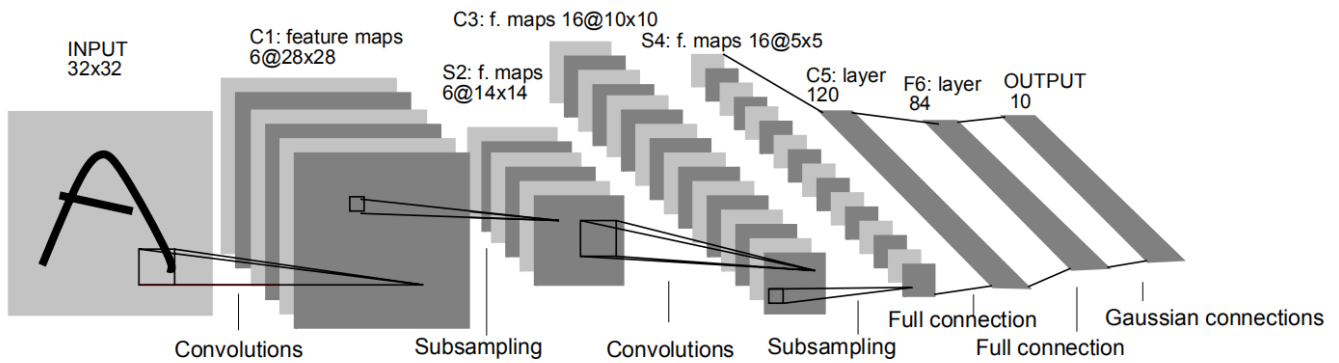 INPUT
32x32
C1: feature maps
6@28x28
S2: f. maps
6@14x14
C3: f. maps 16@10x10
S4: f. maps 16@5x5
C5: layer
120
F6: layer
84
OUTPUT
10
Convolutions
Subsampling
Convolutions
Subsampling
Full connection
Full connection
Gaussian connections